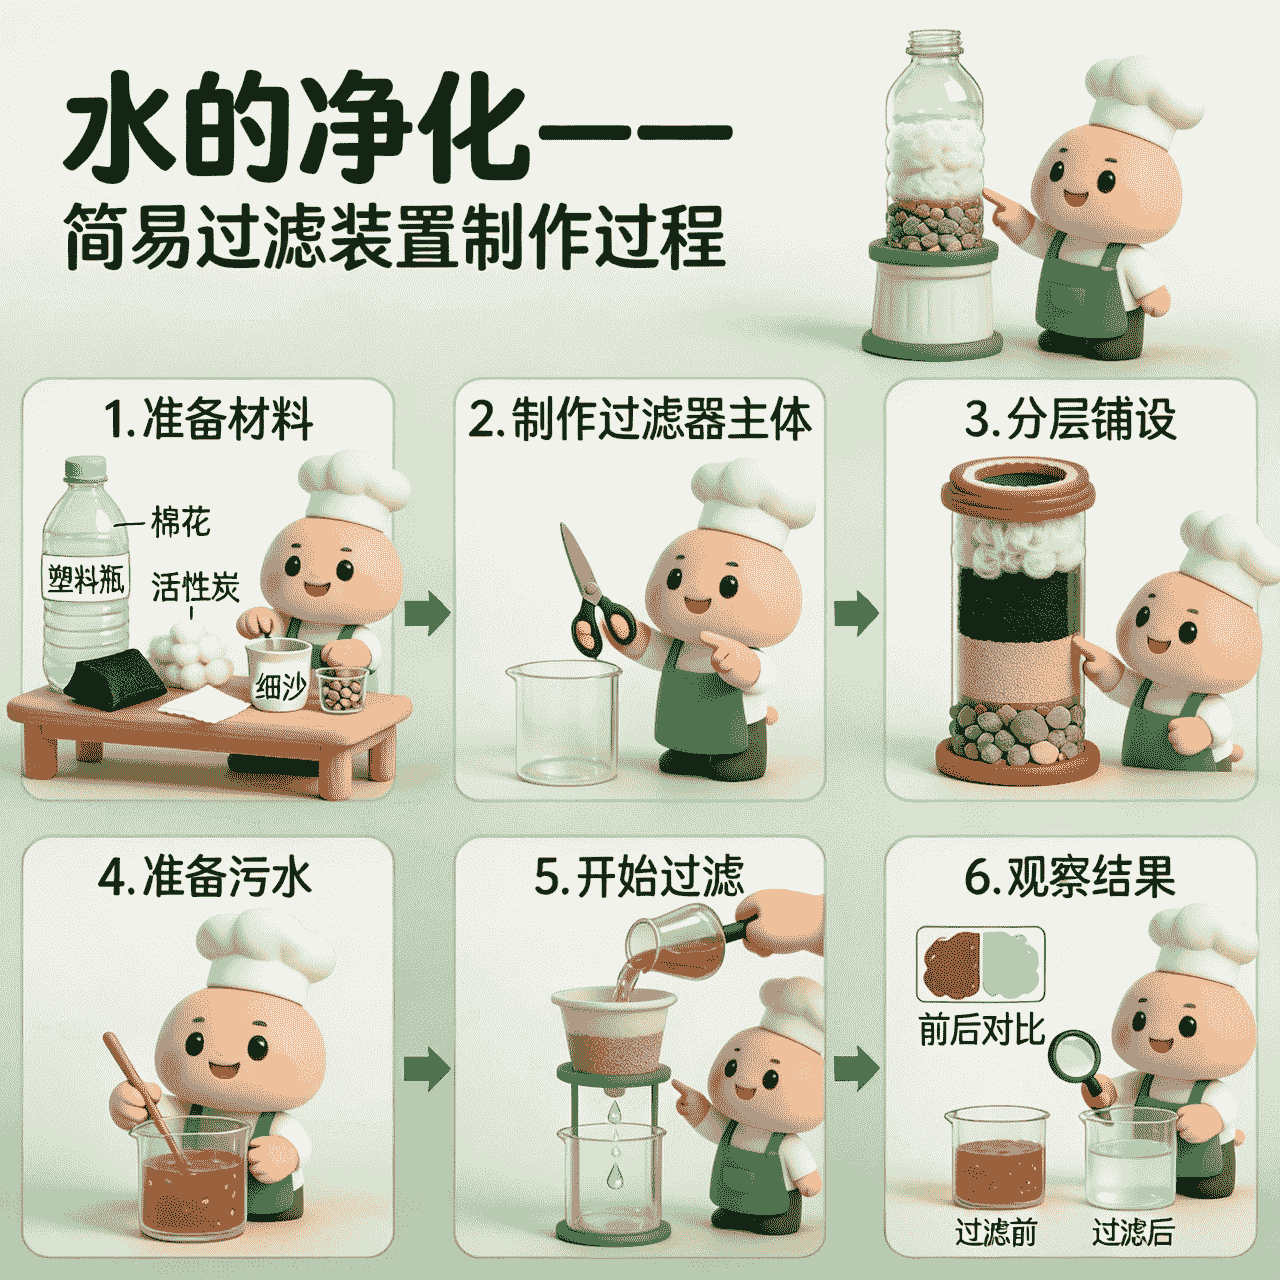 水的净化——
简易过滤装置制作过程
1.准备材料
棉花
塑料瓶
活性炭
细沙
2.制作过滤器主体
3.分层铺设
4.准备污水
5.开始过滤
6.观察结果
前后对比
过滤前
过滤后